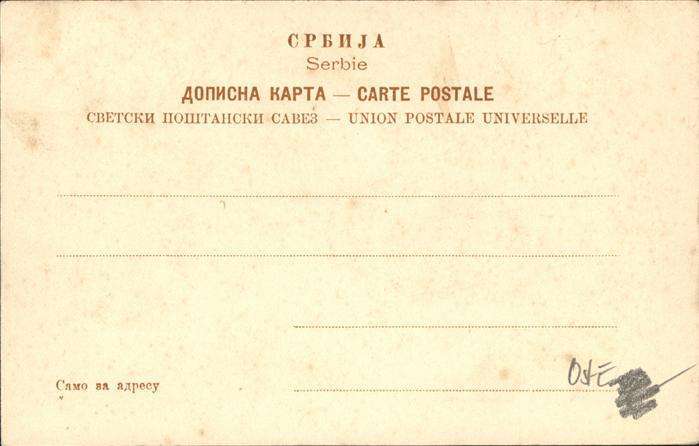 СРБИЈА
Serbie
ДОПИСНА КАРТА — CARTE POSTALE
СВЕТСКИ ПОШТАНСКИ САВЕЗ — UNION POSTALE UNIVERSELLE
Само за адресу